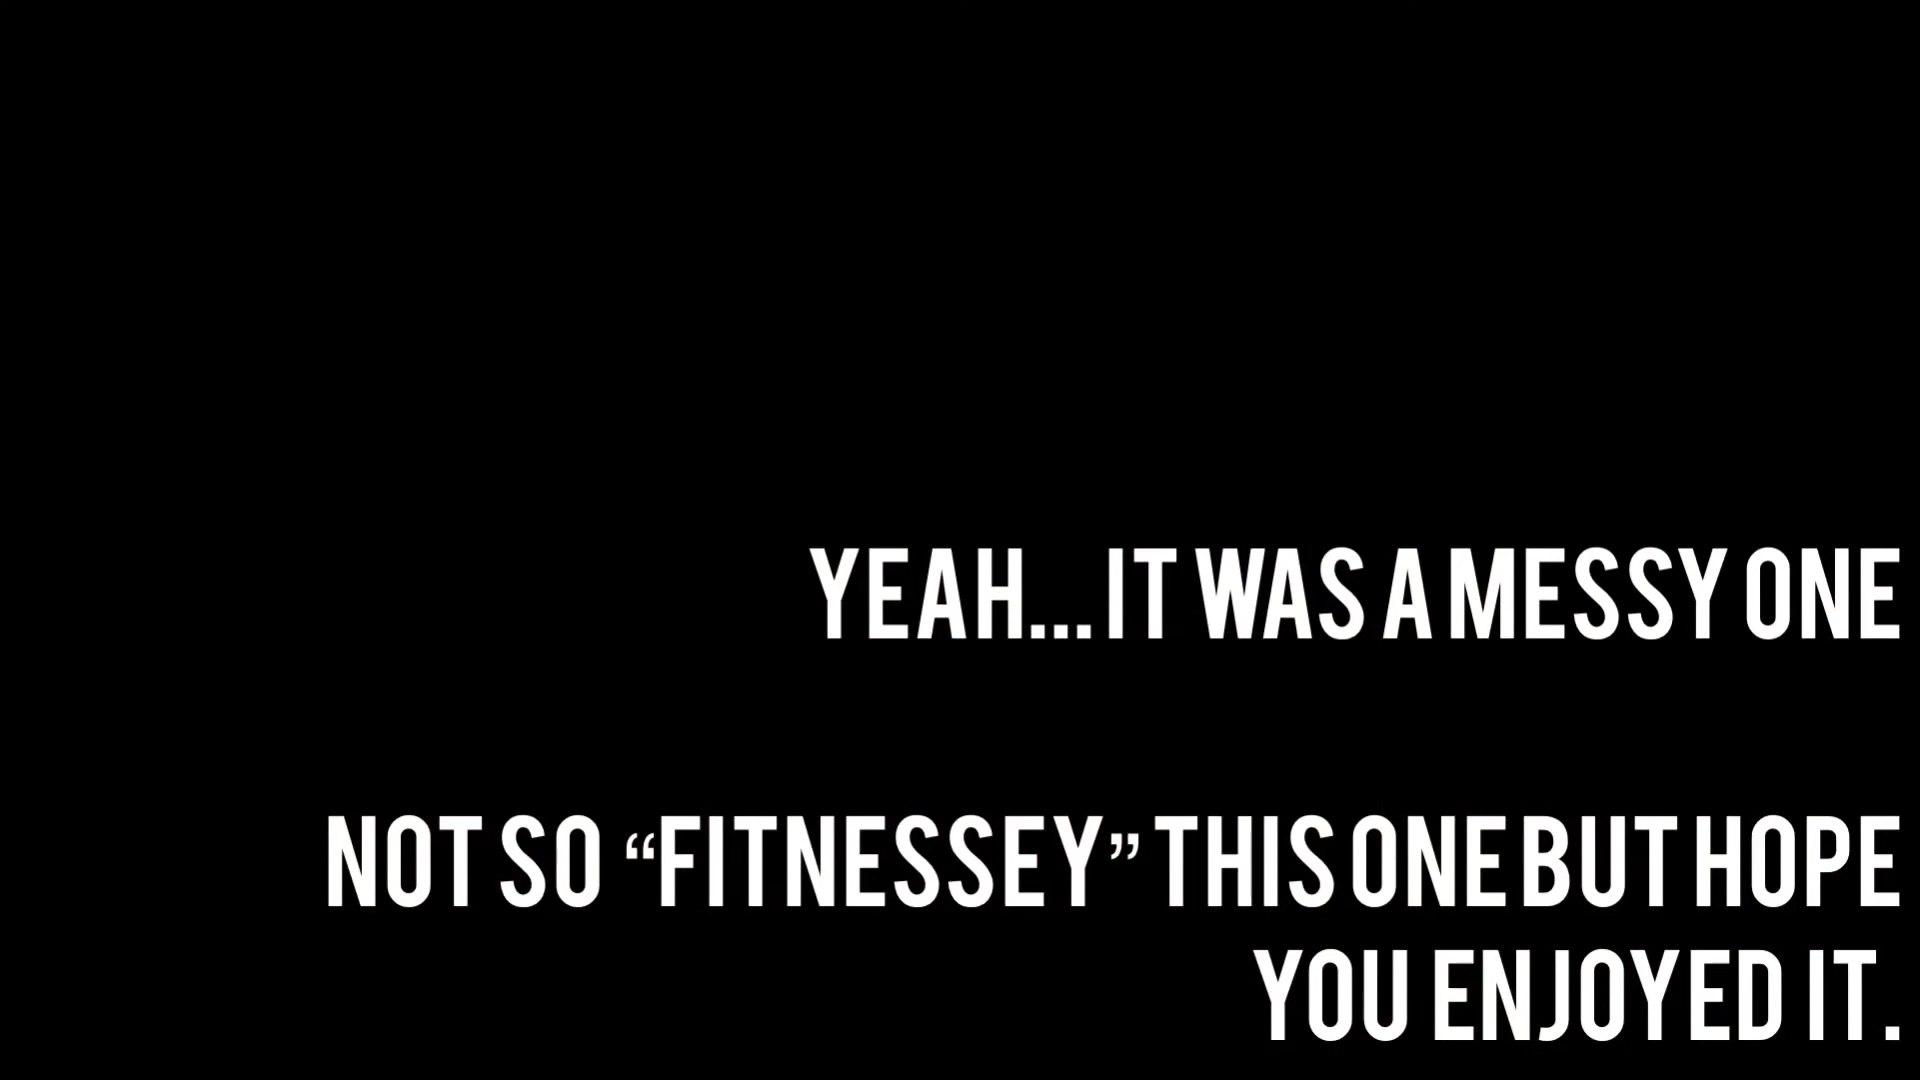 YEAH... IT WAS A MESSY ONE
NOT SO “FITNESSEY” THIS ONE BUT HOPE
YOU ENJOYED IT.